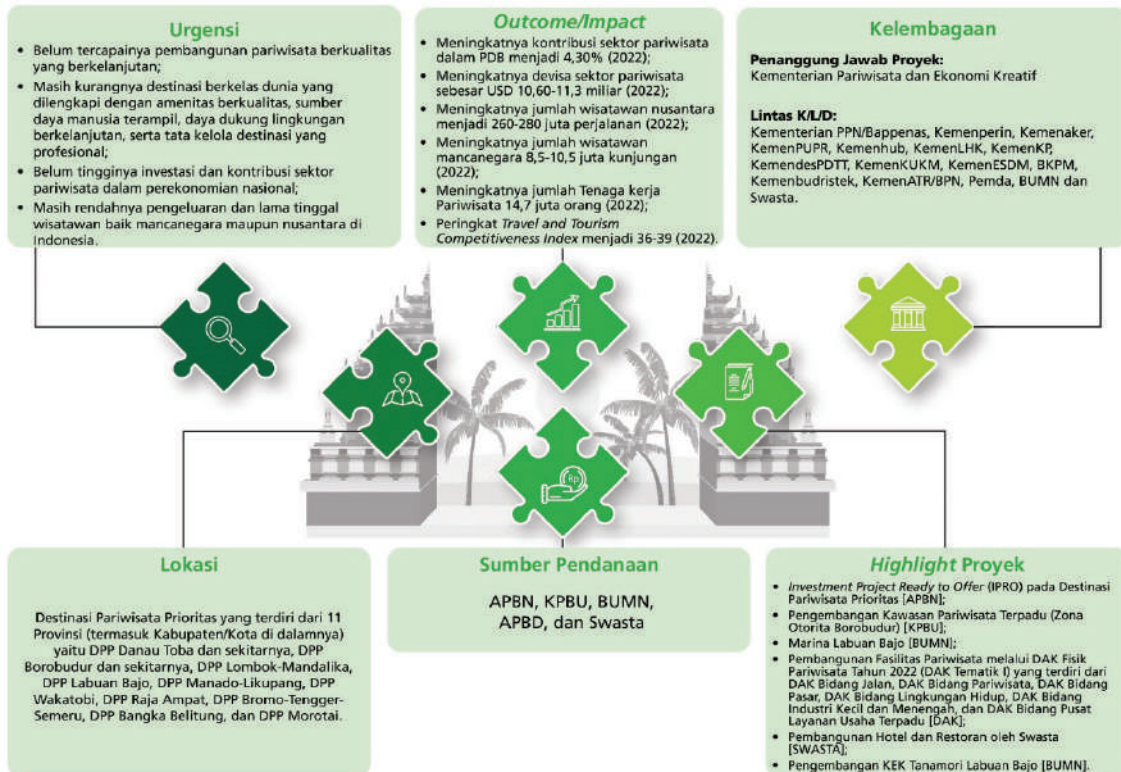 Urgensi
• Belum tercapainya pembangunan pariwisata berkualitas
yang berkelanjutan;
• Masih kurangnya destinasi berkelas dunia yang
dilengkapi dengan amenitas berkualitas, sumber
daya manusia terampil, daya dukung lingkungan
berkelanjutan, serta tata kelola destinasi yang
profesional;
• Belum tingginya investasi dan kontribusi sektor
pariwisata dalam perekonomian nasional;
• Masih rendahnya pengeluaran dan lama tinggal
wisatawan baik mancanegara maupun nusantara di
Indonesia.
Outcome/Impact
• Meningkatnya kontribusi sektor pariwisata
dalam PDB menjadi 4,30% (2022);
• Meningkatnya devisa sektor pariwisata
sebesar USD 10,60-11,3 miliar (2022);
• Meningkatnya jumlah wisatawan nusantara
menjadi 260-280 juta perjalanan (2022);
• Meningkatnya jumlah wisatawan
mancanegara 8,5-10,5 juta kunjungan
(2022);
• Meningkatnya jumlah Tenaga kerja
Pariwisata 14,7 juta orang (2022);
• Peringkat Travel and Tourism
Competitiveness Index menjadi 36-39 (2022).
Kelembagaan
Penanggung Jawab Proyek:
Kementerian Pariwisata dan Ekonomi Kreatif
Lintas K/L/D:
Kementerian PPN/Bappenas, Kemenperin, Kemenaker,
KemenPUPR, Kemenhub, KemenLHK, KemenKP,
KemendesPDTT, KemenKUKM, KemenESDM, BKPM,
Kemenbudristek, KemenATR/BPN, Pemda, BUMN dan
Swasta.
Rp
Lokasi
Destinasi Pariwisata Prioritas yang terdiri dari 11
Provinsi (termasuk Kabupaten/Kota di dalamnya)
yaitu DPP Danau Toba dan sekitarnya, DPP
Borobudur dan sekitarnya, DPP Lombok-Mandalika,
DPP Labuan Bajo, DPP Manado-Likupang, DPP
Wakatobi, DPP Raja Ampat, DPP Bromo-Tengger-
Semeru, DPP Bangka Belitung, dan DPP Morotai.
Sumber Pendanaan
APBN, KPBU, BUMN,
APBD, dan Swasta
Highlight Proyek
• Investment Project Ready to Offer (IPRO) pada Destinasi
Pariwisata Prioritas [APBN];
• Pengembangan Kawasan Pariwisata Terpadu (Zona
Otorita Borobudur) [KPBU];
• Marina Labuan Bajo [BUMN];
• Pembangunan Fasilitas Pariwisata melalui DAK Fisik
Pariwisata Tahun 2022 (DAK Tematik I) yang terdiri dari
DAK Bidang Jalan, DAK Bidang Pariwisata, DAK Bidang
Pasar, DAK Bidang Lingkungan Hidup, DAK Bidang
Industri Kecil dan Menengah, dan DAK Bidang Pusat
Layanan Usaha Terpadu [DAK];
• Pembangunan Hotel dan Restoran oleh Swasta
[SWASTA];
• Pengembangan KEK Tanamori Labuan Bajo [BUMN].